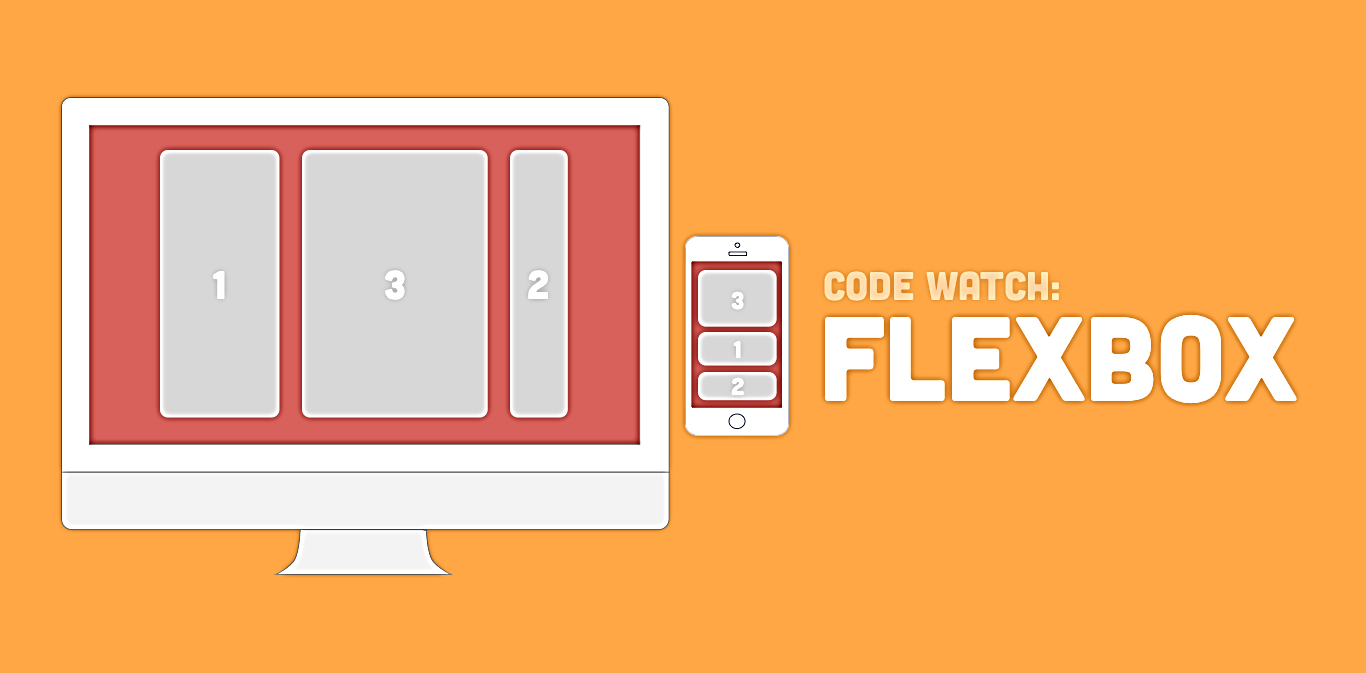 1 3 2
3
1
2
CODE WATCH:
FLEXBOX